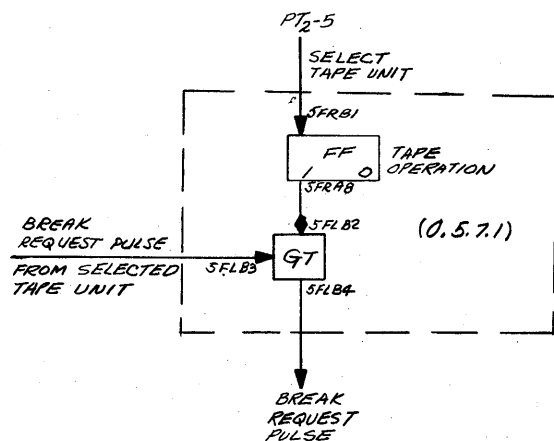 PT2-5
SELECT
TAPE UNIT
S
5FRB1
FF
1 0
TAPE
OPERATION
5FRA8
5FLB2
(0.5.7.1)
BREAK
REQUEST PULSE
FROM SELECTED
TAPE UNIT
5FLB3
GT
5FLB4
BREAK
REQUEST
PULSE